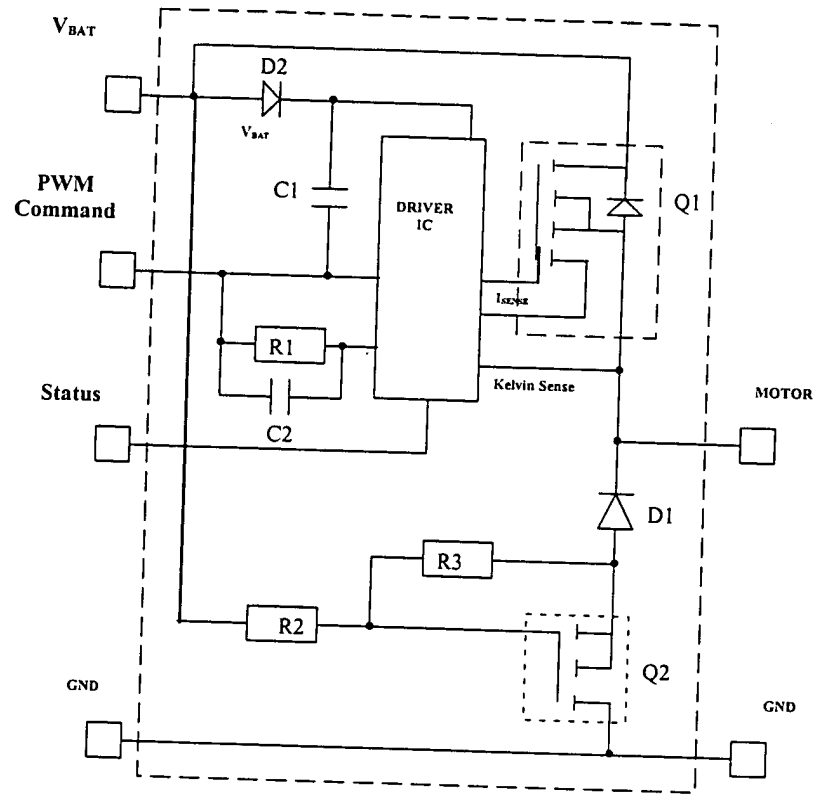 VBAT
D2
VBAT
PWM
Command
C1
DRIVER
IC
Q1
ISENSE
R1
Kelvin Sense
Status
C2
MOTOR
D1
R3
R2
Q2
GND
GND